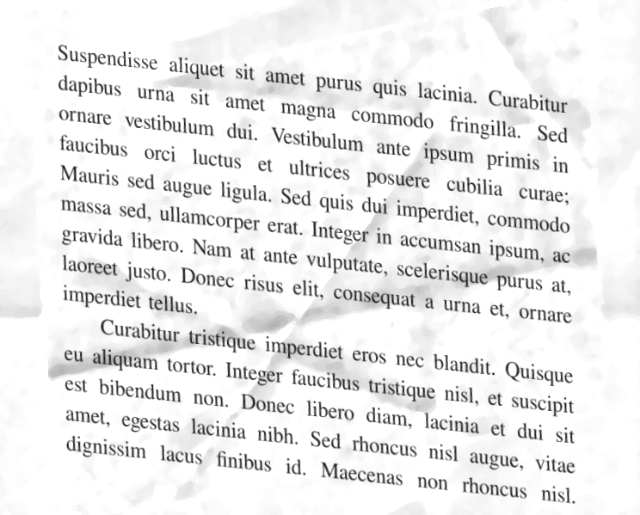 Suspendisse aliquet sit amet purus quis lacinia. Curabitur
dapibus urna sit amet magna commodo fringilla. Sed
ornare vestibulum dui. Vestibulum ante ipsum primis in
faucibus orci luctus et ultrices posuere cubilia curae;
Mauris sed augue ligula. Sed quis dui imperdiet, commodo
massa sed, ullamcorper erat. Integer in accumsan ipsum, ac
gravida libero. Nam at ante vulputate, scelerisque purus at,
laoreet justo. Donec risus elit, consequat a urna et, ornare
imperdiet tellus.
Curabitur tristique imperdiet eros nec blandit. Quisque
eu aliquam tortor. Integer faucibus tristique nisl, et suscipit
est bibendum non. Donec libero diam, lacinia et dui sit
amet, egestas lacinia nibh. Sed rhoncus nisl augue, vitae
dignissim lacus finibus id. Maecenas non rhoncus nisl.